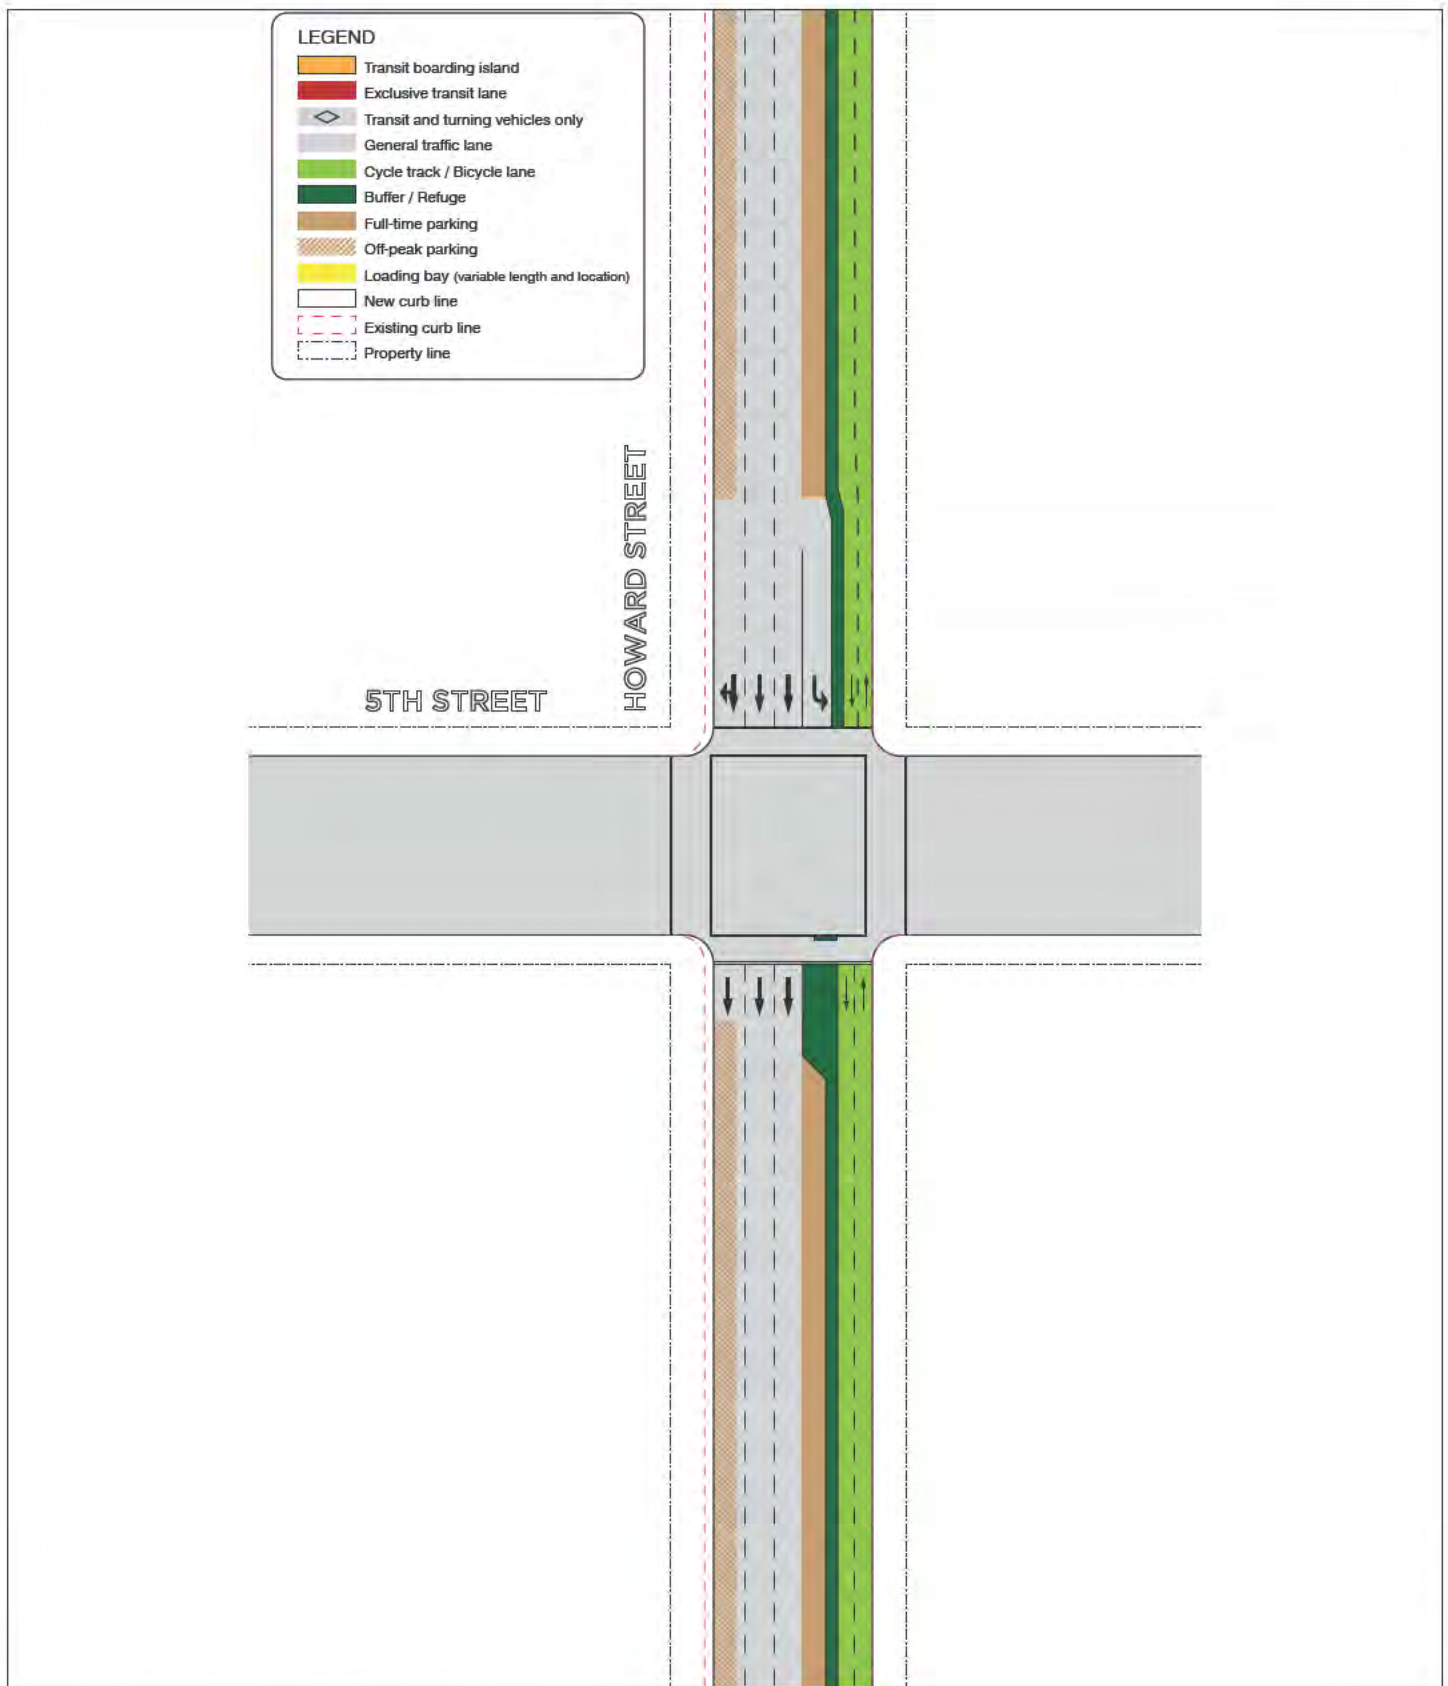 LEGEND
Transit boarding island
Exclusive transit lane
Transit and turning vehicles only
General traffic lane
Cycle track / Bicycle lane
Buffer / Refuge
Full-time parking
Off-peak parking
Loading bay (variable length and location)
New curb line
Existing curb line
Property line
HOWARD STREET
5TH STREET